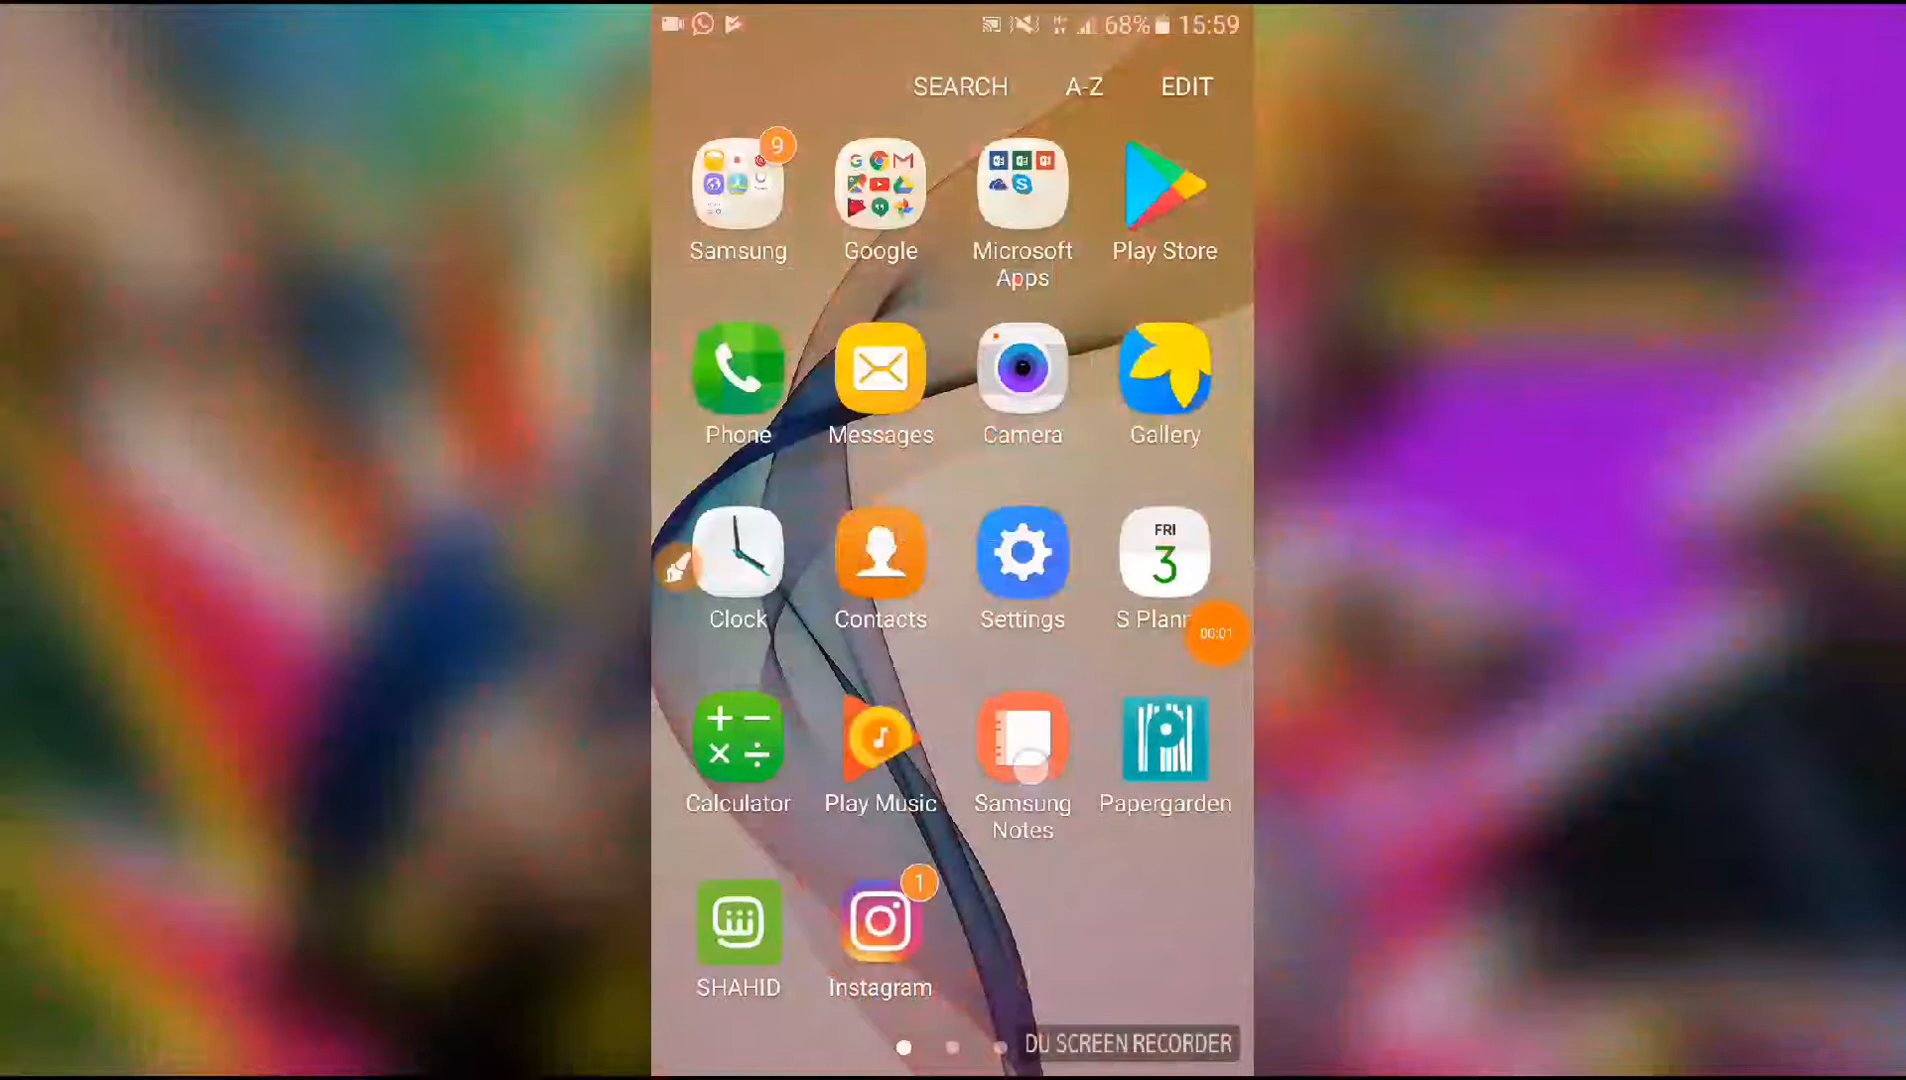 68% 15:59
SEARCH A-Z EDIT
9
Samsung Google Microsoft Apps Play Store
Phone Messages Camera Gallery
FRI
3
Clock Contacts Settings S Plann
00:01
Calculator Play Music Samsung Notes Papergarden
1
SHAHID Instagram
DU SCREEN RECORDER